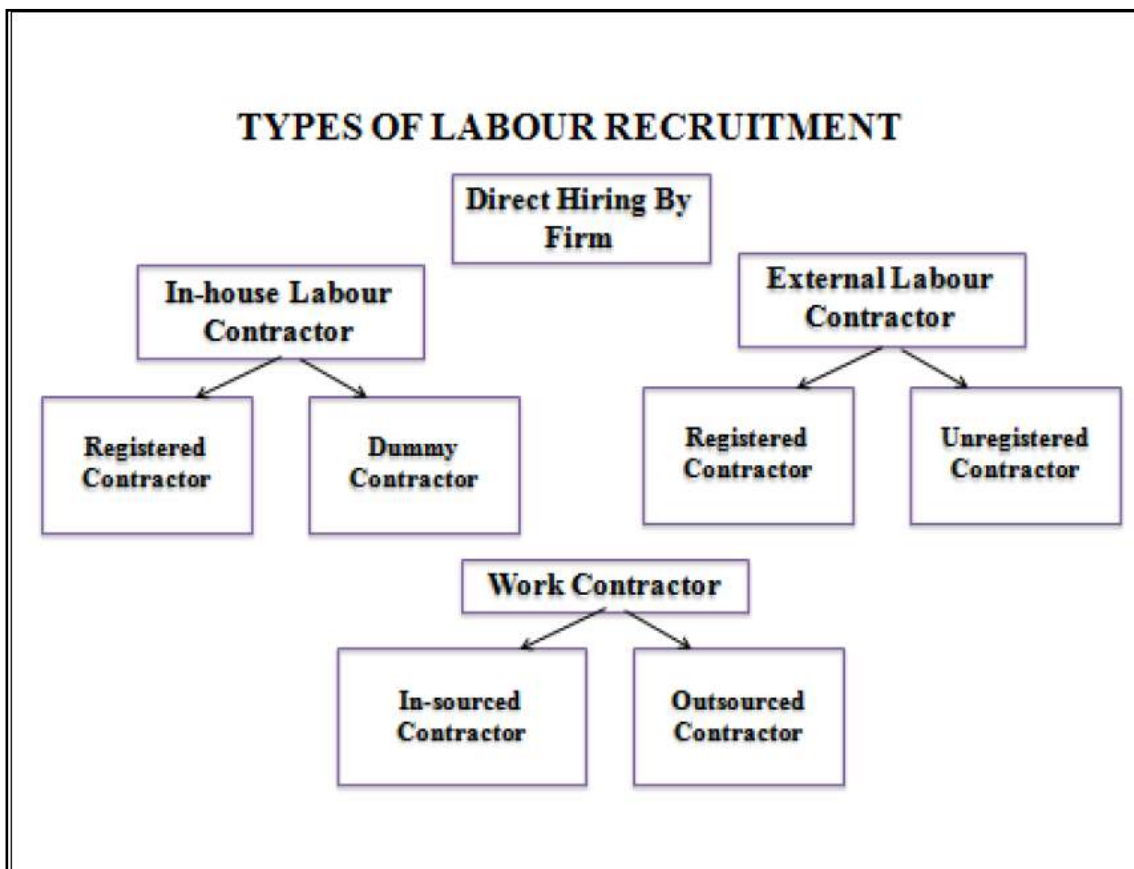 TYPES OF LABOUR RECRUITMENT
Direct Hiring By
Firm
In-house Labour
Contractor
External Labour
Contractor
Registered
Contractor
Dummy
Contractor
Registered
Contractor
Unregistered
Contractor
Work Contractor
In-sourced
Contractor
Outsourced
Contractor